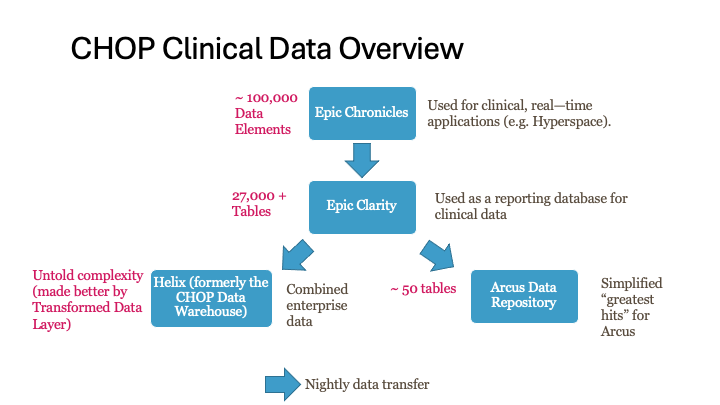 CHOP Clinical Data Overview
~ 100,000
Data
Elements
Epic Chronicles
Used for clinical, real—time
applications (e.g. Hyperspace).
27,000 +
Tables
Epic Clarity
Used as a reporting database for
clinical data
Untold complexity
(made better by
Transformed Data
Layer)
Helix (formerly the
CHOP Data
Warehouse)
Combined
enterprise
data
~ 50 tables
Arcus Data
Repository
Simplified
“greatest
hits” for
Arcus
Nightly data transfer